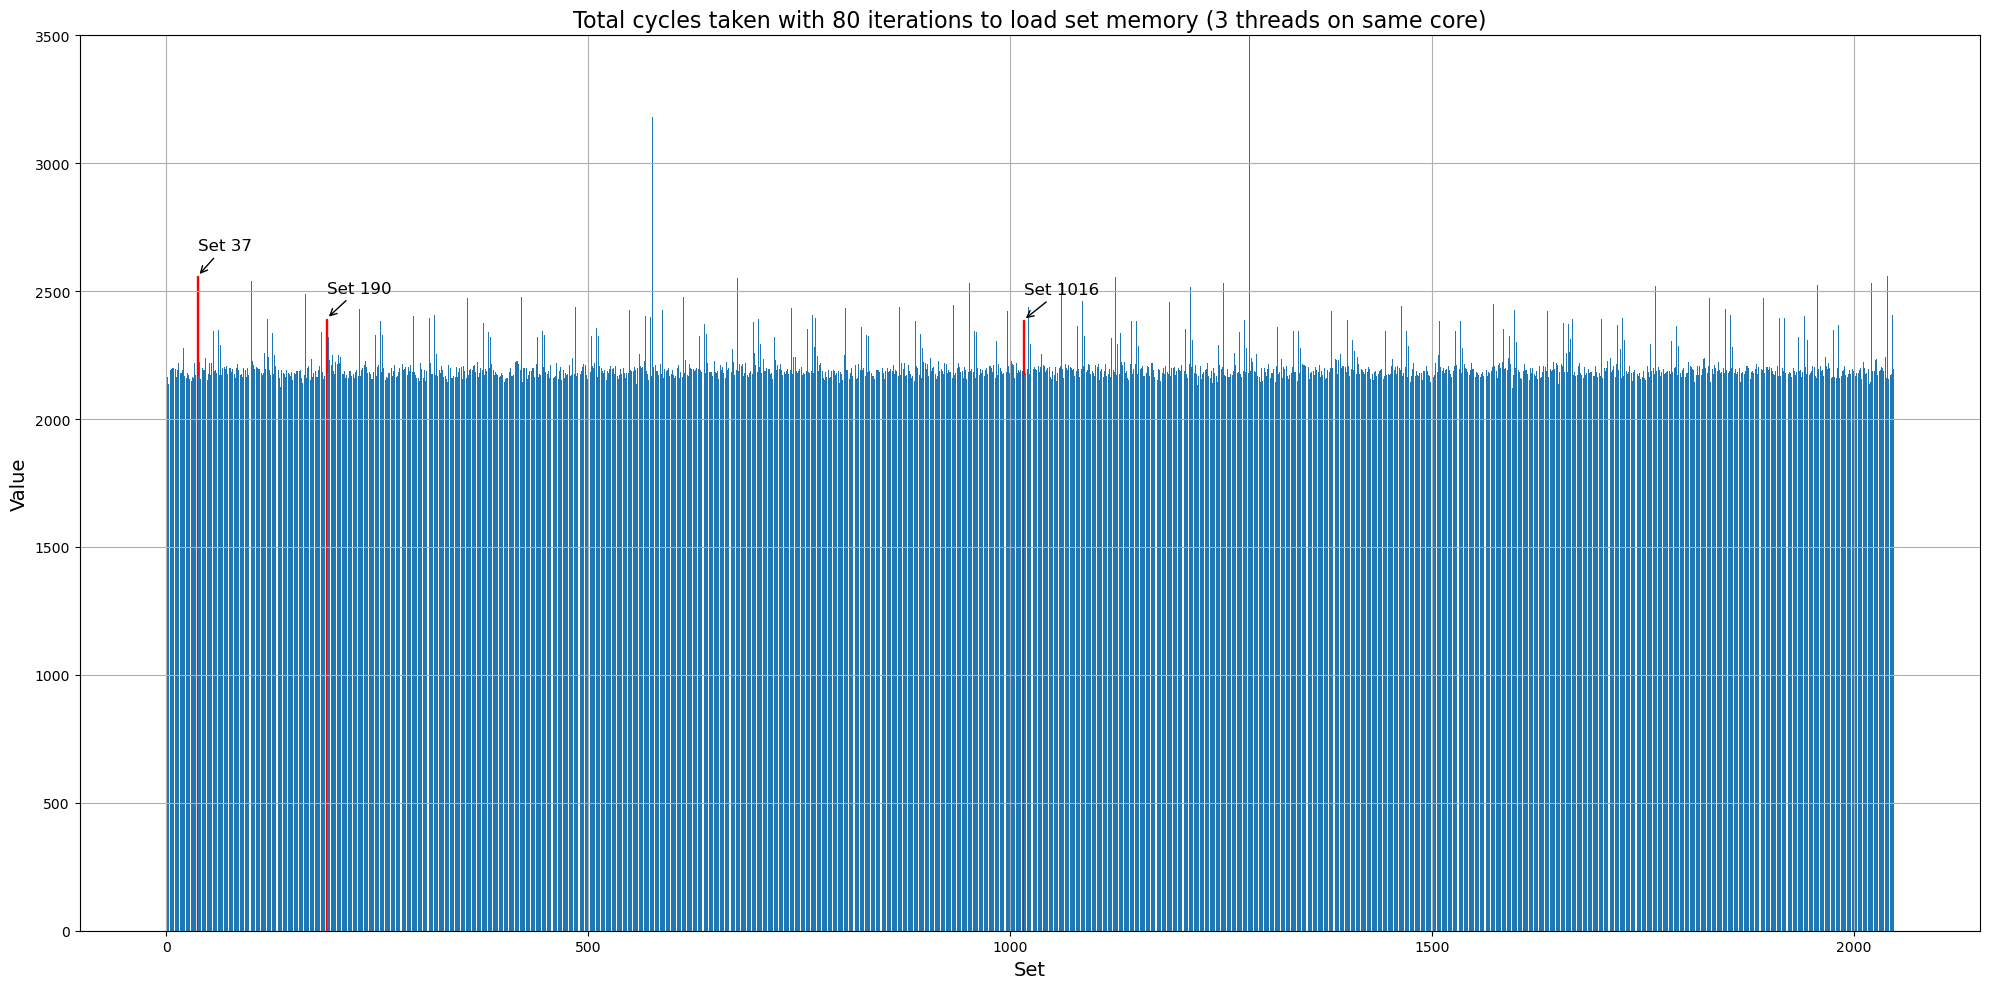 Total cycles taken with 80 iterations to load set memory (3 threads on same core)
3500
3000
2500
2000
1500
1000
500
0
Value
Set 37
Set 190
Set 1016
0 500 1000 1500 2000
Set